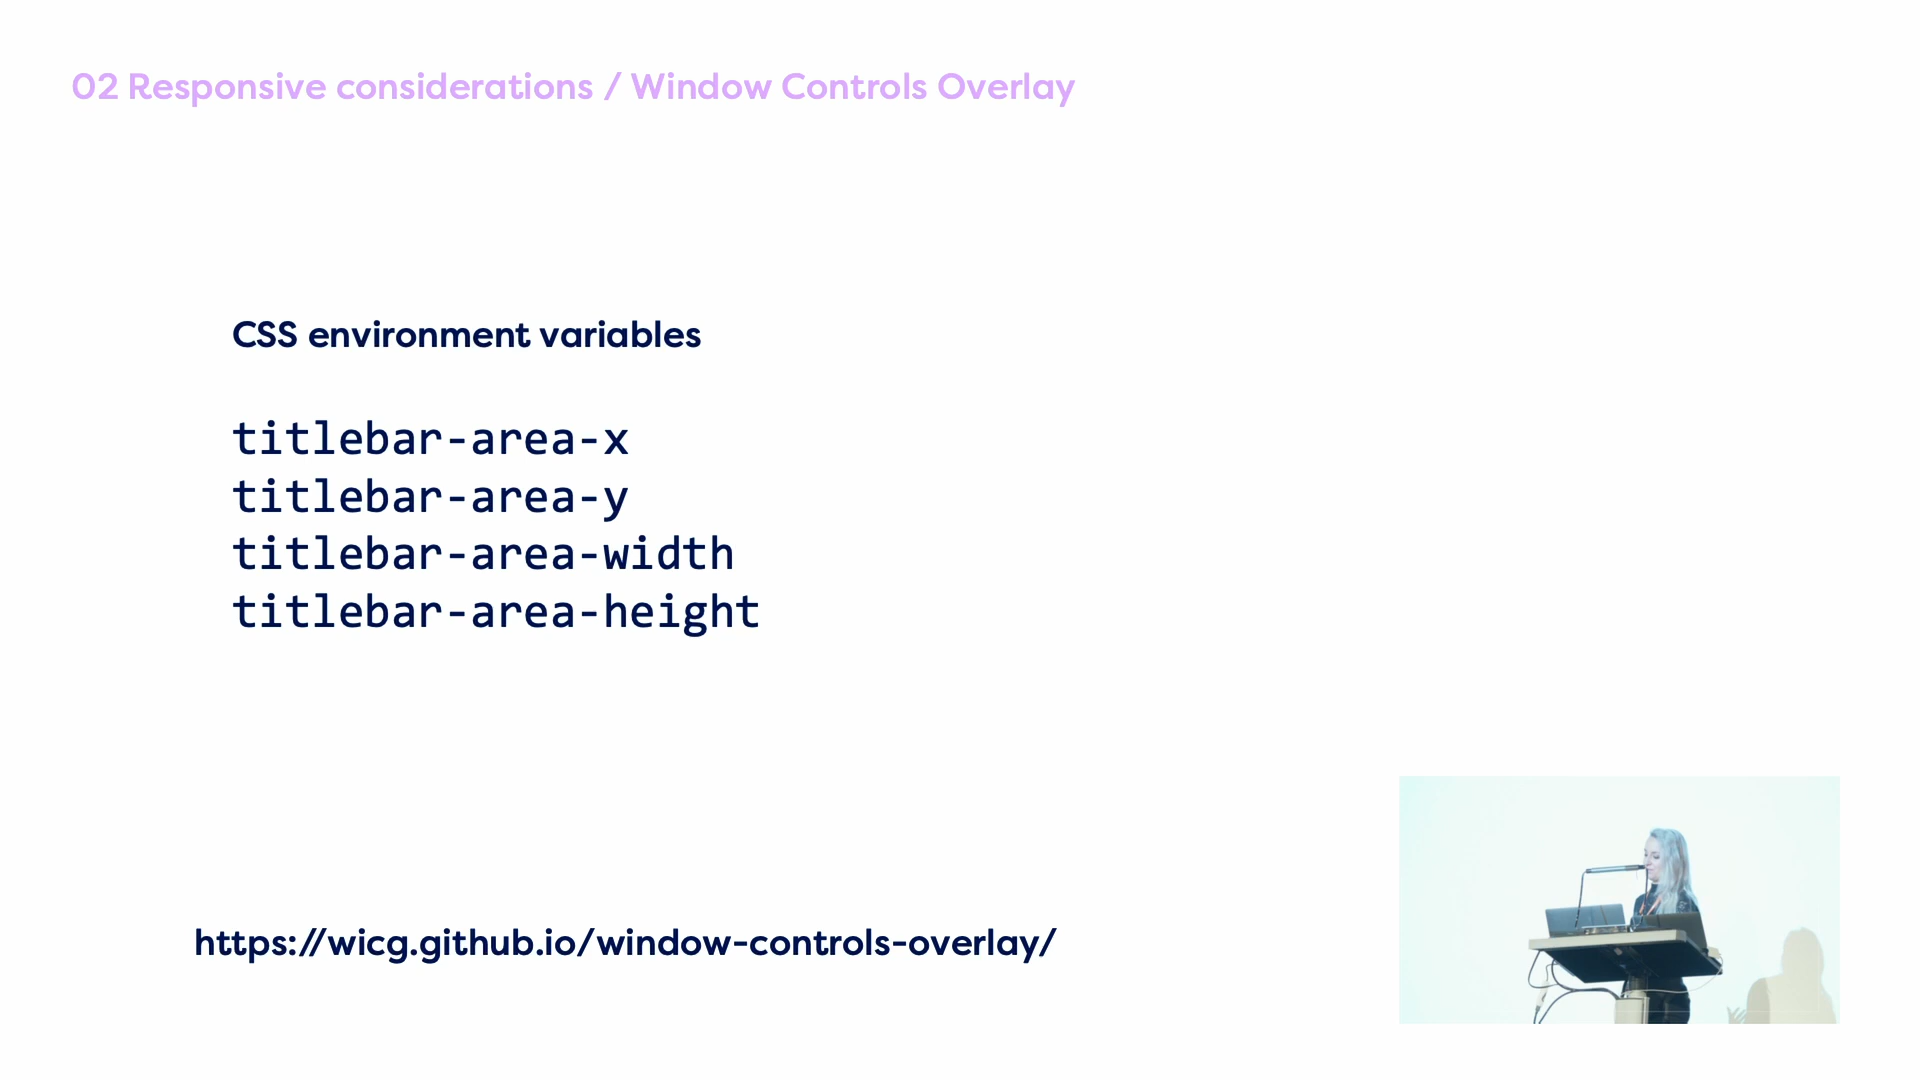 02 Responsive considerations / Window Controls Overlay
CSS environment variables
titlebar-area-x
titlebar-area-y
titlebar-area-width
titlebar-area-height
https://wicg.github.io/window-controls-overlay/